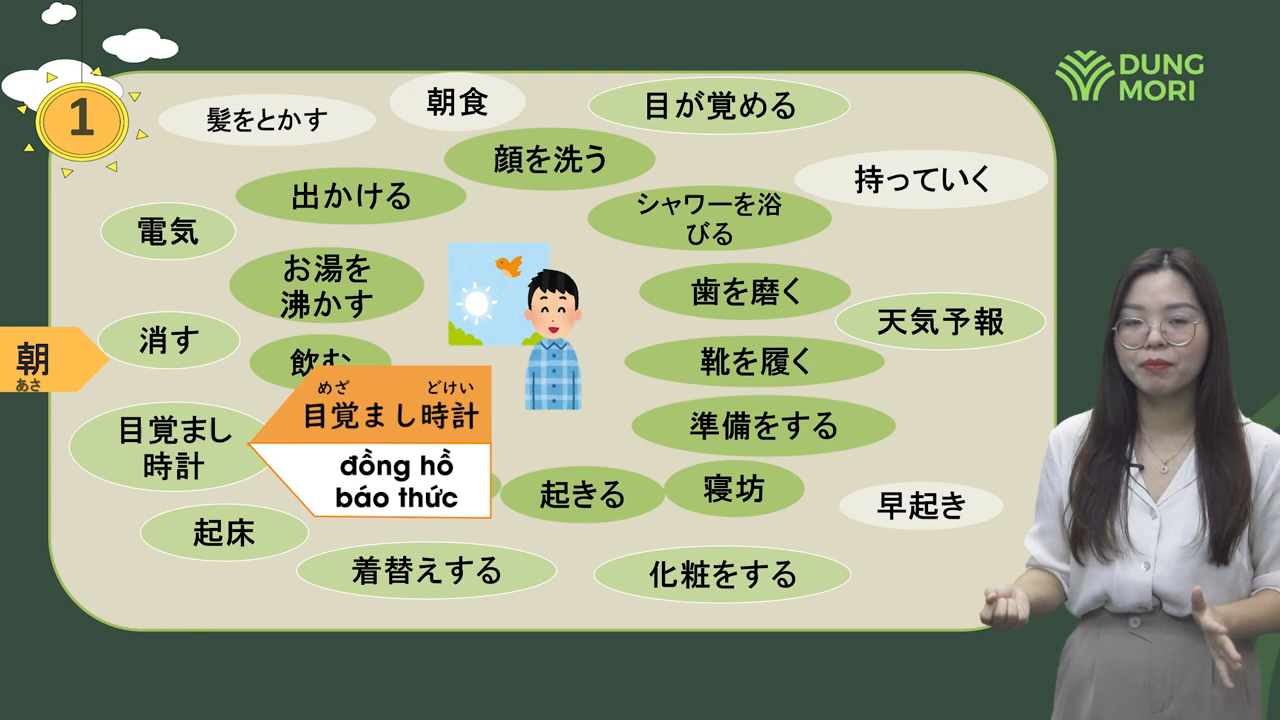 1
DUNG
MORI
髪をとかす
朝食
目が覚める
顔を洗う
持っていく
出かける
シャワーを浴
びる
電気
お湯を
沸かす
歯を磨く
天気予報
消す
飲む
靴を履く
朝
あさ
めざ どけい
目覚まし時計
đồng hồ
báo thức
目覚まし
時計
準備をする
起きる
寝坊
早起き
起床
着替えする
化粧をする